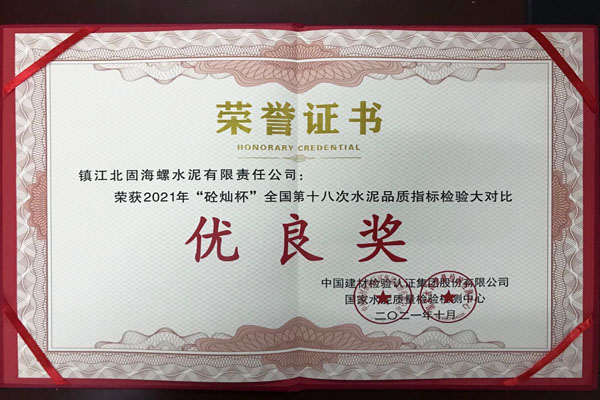 荣誉证书
HONORARY CREDENTIAL
镇江北固海螺水泥有限责任公司：
荣获2021年“砼灿杯”全国第十八次水泥品质指标检验大对比
优良奖
中国建材检验认证集团股份有限公司
国家水泥质量检验检测中心
二〇二一年十月